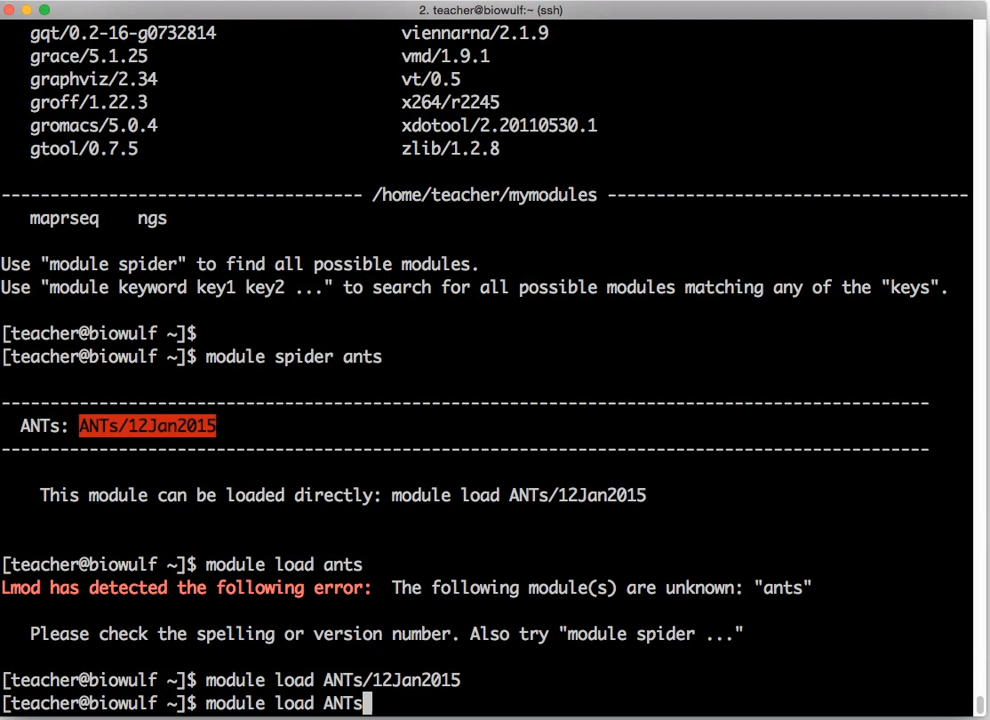 2. teacher@biowulf:~ (ssh)
gqt/0.2-16-g0732814 viennarna/2.1.9
grace/5.1.25 vmd/1.9.1
graphviz/2.34 vt/0.5
groff/1.22.3 x264/r2245
gromacs/5.0.4 xdotool/2.20110530.1
gtool/0.7.5 zlib/1.2.8
------------------------------------- /home/teacher/mymodules -------------------------------------
maprseq ngs
Use "module spider" to find all possible modules.
Use "module keyword key1 key2 ..." to search for all possible modules matching any of the "keys".
[teacher@biowulf ~]$
[teacher@biowulf ~]$ module spider ants
-----------------------------------------------------------------------------------------------
ANTs: ANTs/12Jan2015
-----------------------------------------------------------------------------------------------
This module can be loaded directly: module load ANTs/12Jan2015
[teacher@biowulf ~]$ module load ants
Lmod has detected the following error: The following module(s) are unknown: "ants"
Please check the spelling or version number. Also try "module spider ..."
[teacher@biowulf ~]$ module load ANTs/12Jan2015
[teacher@biowulf ~]$ module load ANTs